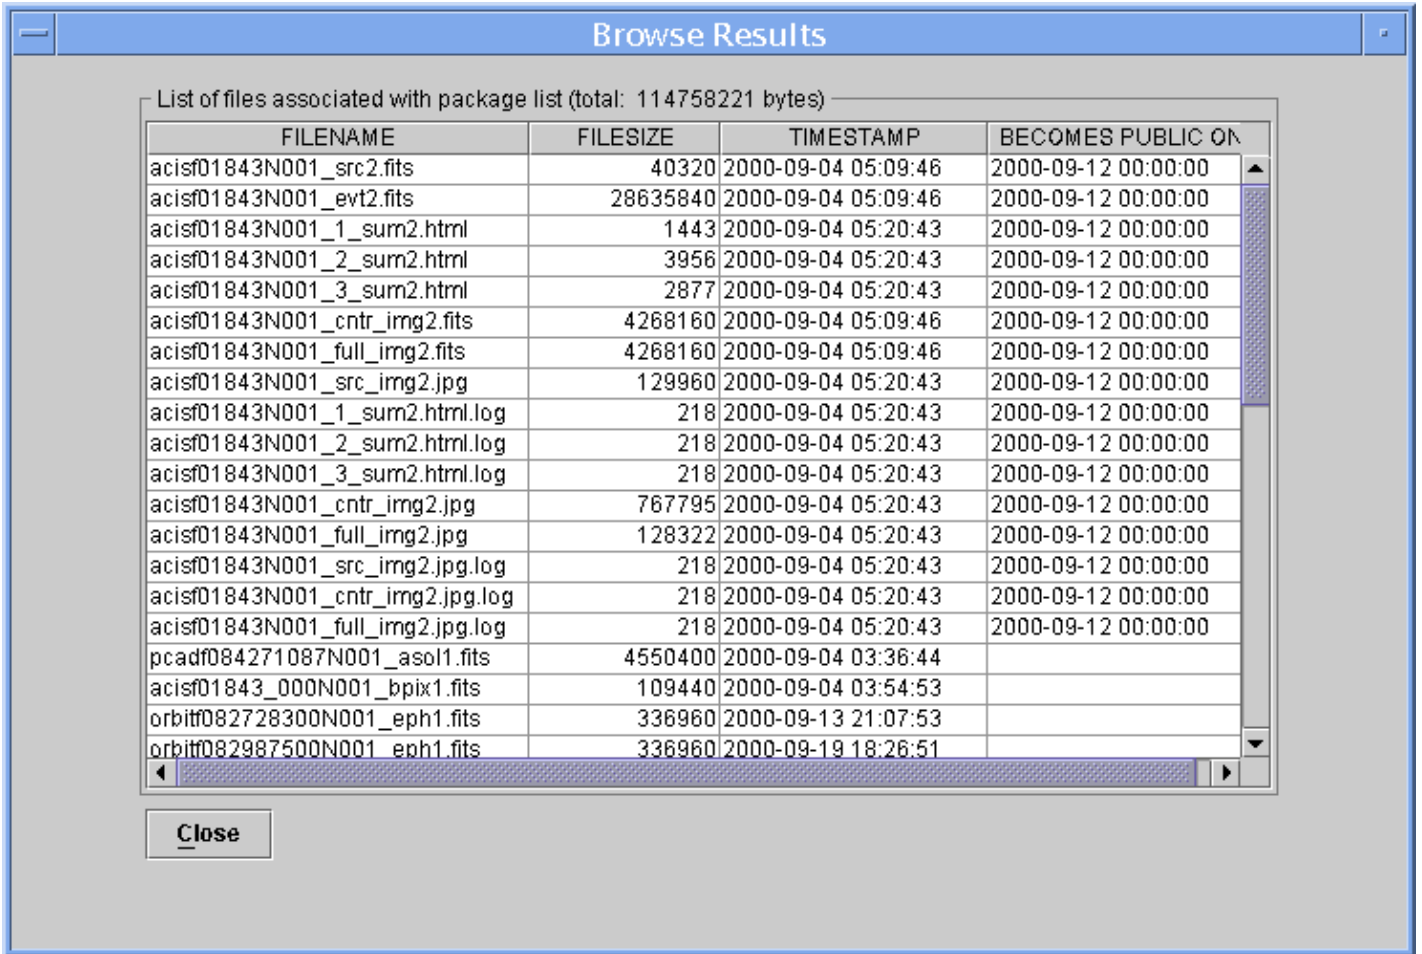 Browse Results
List of files associated with package list (total: 114758221 bytes)
FILENAME FILESIZE TIMESTAMP BECOMES PUBLIC ON
acisf01843N001_src2.fits 40320 2000-09-04 05:09:46 2000-09-12 00:00:00
acisf01843N001_evt2.fits 28635840 2000-09-04 05:09:46 2000-09-12 00:00:00
acisf01843N001_1_sum2.html 1443 2000-09-04 05:20:43 2000-09-12 00:00:00
acisf01843N001_2_sum2.html 3956 2000-09-04 05:20:43 2000-09-12 00:00:00
acisf01843N001_3_sum2.html 2877 2000-09-04 05:20:43 2000-09-12 00:00:00
acisf01843N001_cntr_img2.fits 4268160 2000-09-04 05:09:46 2000-09-12 00:00:00
acisf01843N001_full_img2.fits 4268160 2000-09-04 05:09:46 2000-09-12 00:00:00
acisf01843N001_src_img2.jpg 129960 2000-09-04 05:20:43 2000-09-12 00:00:00
acisf01843N001_1_sum2.html.log 218 2000-09-04 05:20:43 2000-09-12 00:00:00
acisf01843N001_2_sum2.html.log 218 2000-09-04 05:20:43 2000-09-12 00:00:00
acisf01843N001_3_sum2.html.log 218 2000-09-04 05:20:43 2000-09-12 00:00:00
acisf01843N001_cntr_img2.jpg 767795 2000-09-04 05:20:43 2000-09-12 00:00:00
acisf01843N001_full_img2.jpg 128322 2000-09-04 05:20:43 2000-09-12 00:00:00
acisf01843N001_src_img2.jpg.log 218 2000-09-04 05:20:43 2000-09-12 00:00:00
acisf01843N001_cntr_img2.jpg.log 218 2000-09-04 05:20:43 2000-09-12 00:00:00
acisf01843N001_full_img2.jpg.log 218 2000-09-04 05:20:43 2000-09-12 00:00:00
pcadf084271087N001_asol1.fits 4550400 2000-09-04 03:36:44
acisf01843_000N001_bpix1.fits 109440 2000-09-04 03:54:53
orbitf082728300N001_eph1.fits 336960 2000-09-13 21:07:53
orbitf082987500N001_eph1.fits 336960 2000-09-19 18:26:51
Close